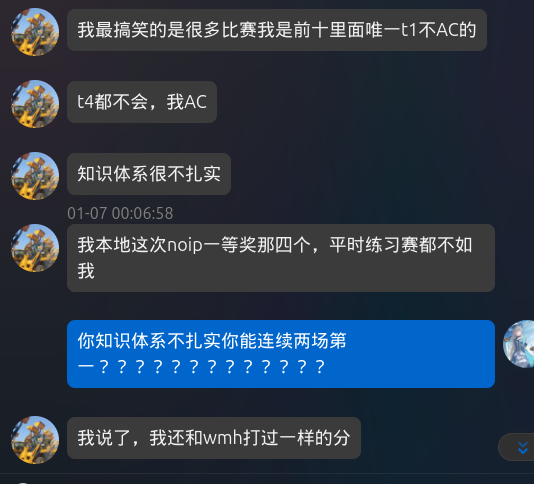 我最搞笑的是很多比赛我是前十里面唯一t1不AC的
t4都不会，我AC
知识体系很不扎实
01-07 00:06:58
我本地这次noip一等奖那四个，平时练习赛都不如
我
你知识体系不扎实你能连续两场第
一？？？？？？？？？？？？？
我说了，我还和wmh打过一样的分